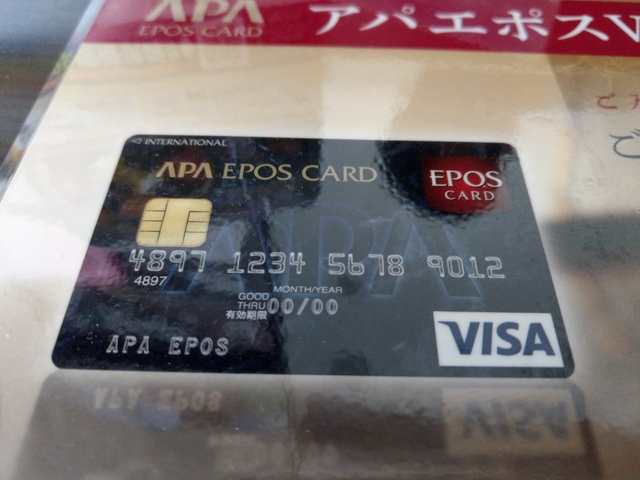 APA
EPOS CARD
アパエポスV
ご
INTERNATIONAL
APA EPOS CARD
EPOS
CARD
4897 1234 5678 9012
4897
MONTH/YEAR
GOOD
THRU 00/00
有効期限
APA EPOS
VISA